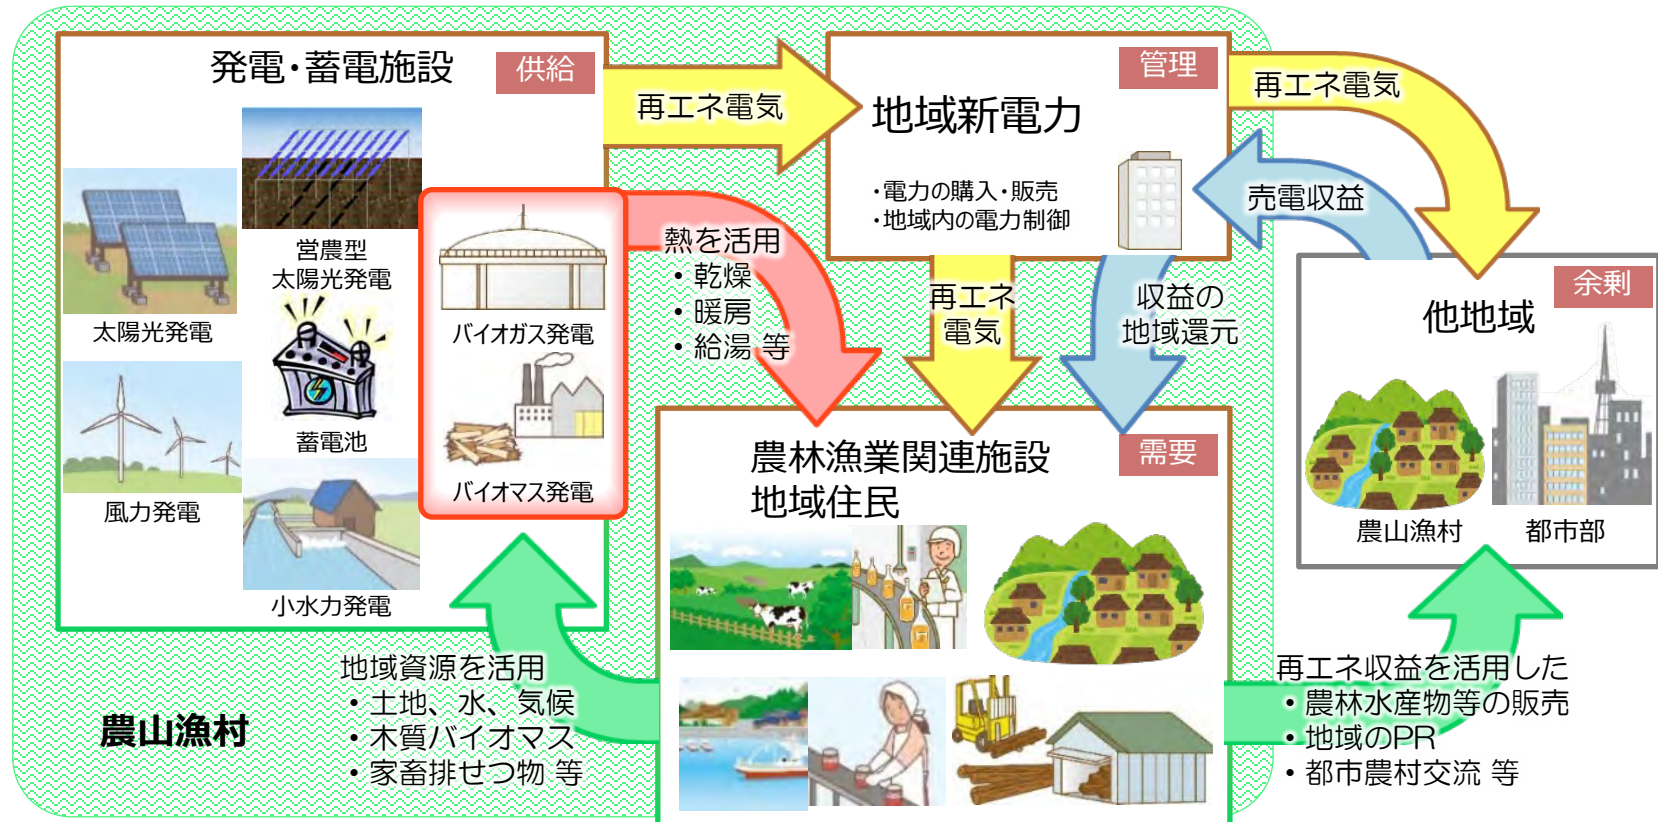 発電・蓄電施設
供給
営農型
太陽光発電
太陽光発電
バイオガス発電
蓄電池
風力発電
バイオマス発電
小水力発電
再エネ電気
管理
地域新電力
・電力の購入・販売
・地域内の電力制御
再エネ電気
売電収益
熱を活用
・乾燥
・暖房
・給湯 等
再エネ
電気
収益の
地域還元
余剰
他地域
農山漁村
都市部
需要
農林漁業関連施設
地域住民
地域資源を活用
・土地、水、気候
・木質バイオマス
・家畜排せつ物 等
農山漁村
再エネ収益を活用した
・農林水産物等の販売
・地域のPR
・都市農村交流 等